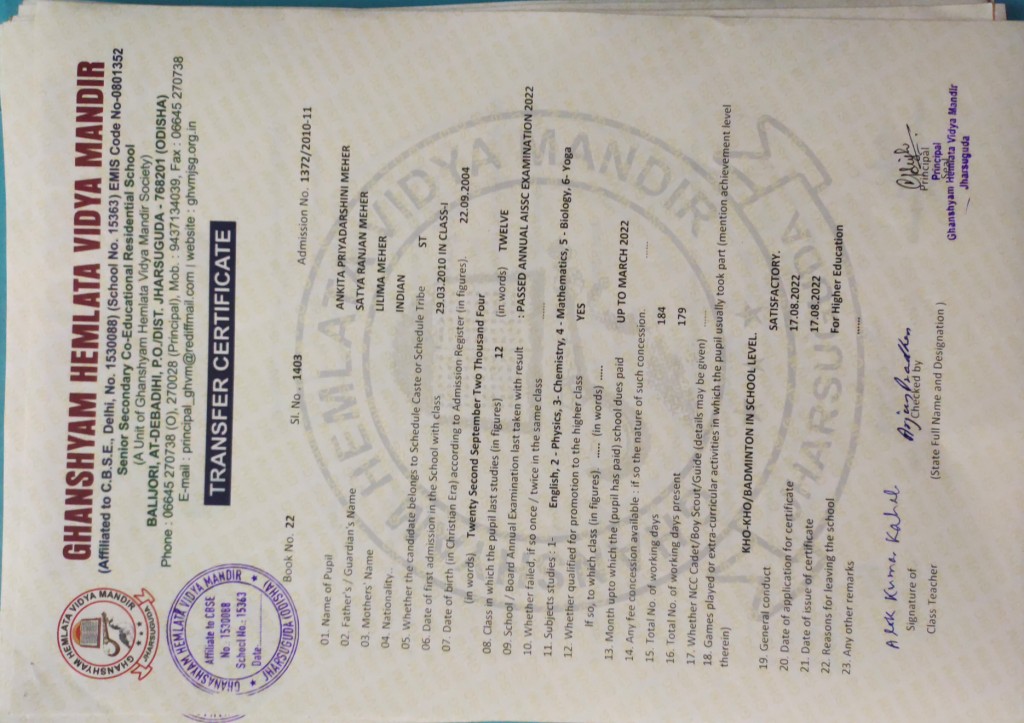 GHANSHYAM HEMLATA VIDYA MANDIR
(Affiliated to C.B.S.E., Delhi, No. 1530088) (School No. 15363) EMIS Code No-0801352
Senior Secondary Co-Educational Residential School
(A Unit of Ghanshyam Hemlata Vidya Mandir Society)
BALIJORI, AT-DEBADIHI, P.O./DIST. JHARSUGUDA - 768201 (ODISHA)
Phone : 06645 270738 (O), 270028 (Principal), Mob. : 9437134039, Fax : 06645 270738
E-mail : principal_ghvm@rediffmail.com | website : ghvmjsg.org.in
TRANSFER CERTIFICATE
GHANSHYAM HEMLATA VIDYA MANDIR
JHARSUGUDA
GHANASHYAM HEMLATA VIDYA MANDIR
Affiliate to CBSE
No. 1530088
School No.: 15363
Date
JHARSUGUDA (ODISHA)
Book No. 22 Sl. No. 1403 Admission No. 1372/2010-11
01. Name of Pupil ANKITA PRIYADARSHINI MEHER
02. Father's / Guardian's Name SATYA RANJAN MEHER
03. Mothers' Name LILIMA MEHER
04. Nationality INDIAN
05. Whether the candidate belongs to Schedule Caste or Schedule Tribe ST
06. Date of first admission in the School with class 29.03.2010 IN CLASS-I
07. Date of birth (in Christian Era) according to Admission Register (in figures). 22.09.2004
(in words) Twenty Second September Two Thousand Four
08. Class in which the pupil last studies (in figures) 12 (in words) TWELVE
09. School / Board Annual Examination last taken with result : PASSED ANNUAL AISSC EXAMINATION 2022
10. Whether failed, if so once / twice in the same class ......
11. Subjects studies : 1- English, 2 - Physics, 3- Chemistry, 4 - Mathematics, 5 - Biology, 6- Yoga
12. Whether qualified for promotion to the higher class YES
If so, to which class (in figures) ...... (in words) ......
13. Month upto which the (pupil has paid) school dues paid UP TO MARCH 2022
14. Any fee concession available : if so the nature of such concession. ......
15. Total No. of working days 184
16. Total No. of working days present 179
17. Whether NCC Cadet/Boy Scout/Guide (details may be given) ......
18. Games played or extra-curricular activities in which the pupil usually took part (mention achievement level
therein) KHO-KHO/BADMINTON IN SCHOOL LEVEL.
19. General conduct SATISFACTORY.
20. Date of application for certificate 17.08.2022
21. Date of issue of certificate 17.08.2022
22. Reasons for leaving the school For Higher Education
23. Any other remarks ......
Signature of
Class Teacher
Checked by
(State Full Name and Designation )
Principal
Seal
Principal
Ghanshyam Hemlata Vidya Mandir
Jharsuguda